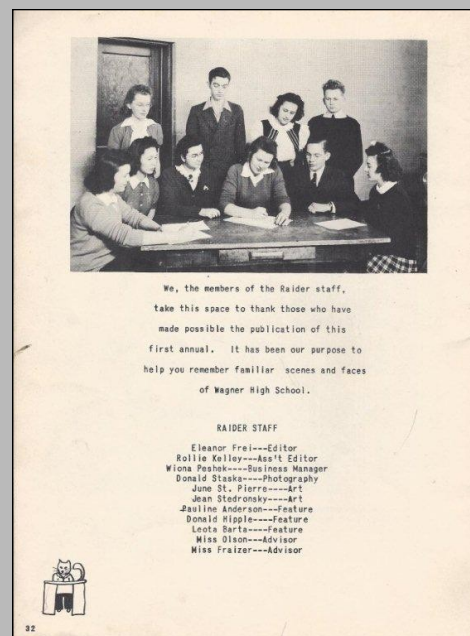 We, the members of the Raider staff,
take this space to thank those who have
made possible the publication of this
first annual. It has been our purpose to
help you remember familiar scenes and faces
of Wagner High School.
RAIDER STAFF
Eleanor Frei---Editor
Rollie Kelley---Ass't Editor
Wiona Peshek----Business Manager
Donald Staska----Photography
June St. Pierre----Art
Jean Stedronsky----Art
Pauline Anderson---Feature
Donald Hipple----Feature
Leota Barta----Feature
Miss Olson---Advisor
Miss Fraizer---Advisor
32